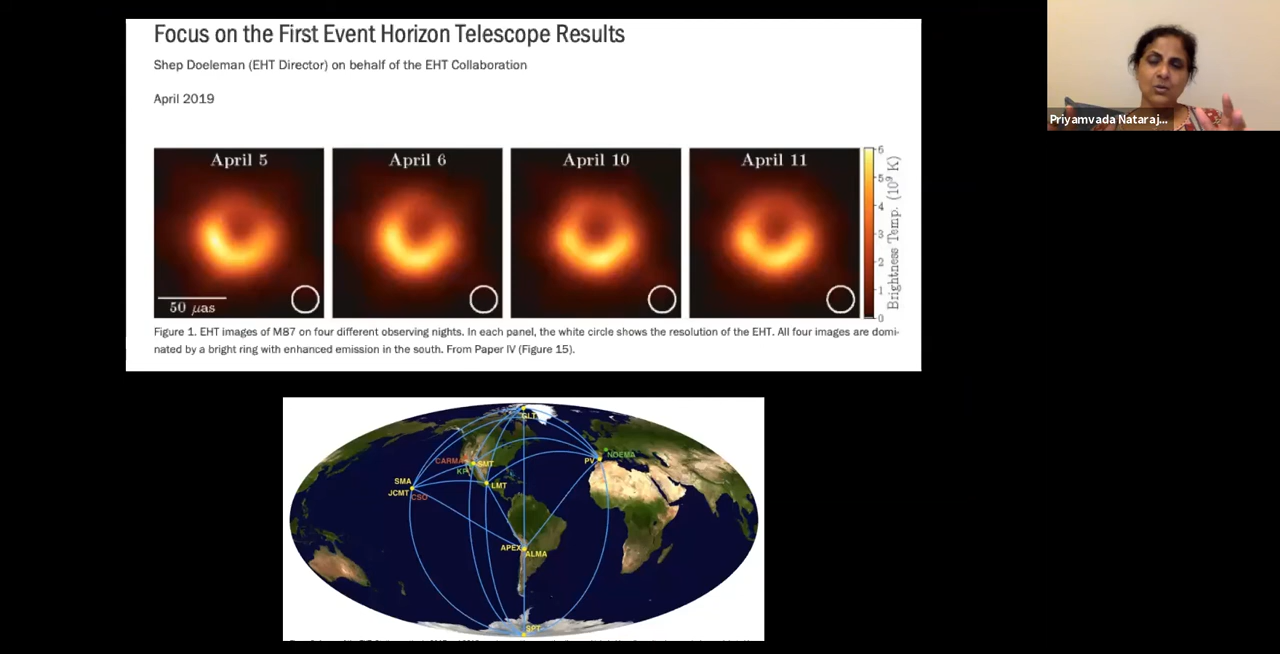 Focus on the First Event Horizon Telescope Results
Shep Doeleman (EHT Director) on behalf of the EHT Collaboration
April 2019
April 5
April 6
April 10
April 11
50 μas
6
5
4
3
2
1
0
Brightness Temp. (10⁹ K)
Figure 1. EHT images of M87 on four different observing nights. In each panel, the white circle shows the resolution of the EHT. All four images are domi-
nated by a bright ring with enhanced emission in the south. From Paper IV (Figure 15).
Priyamvada Nataraj...
GLT
CARMA
SMT
KP
PV
NOEMA
SMA
JCMT
CSO
LMT
APEX
ALMA
SPT